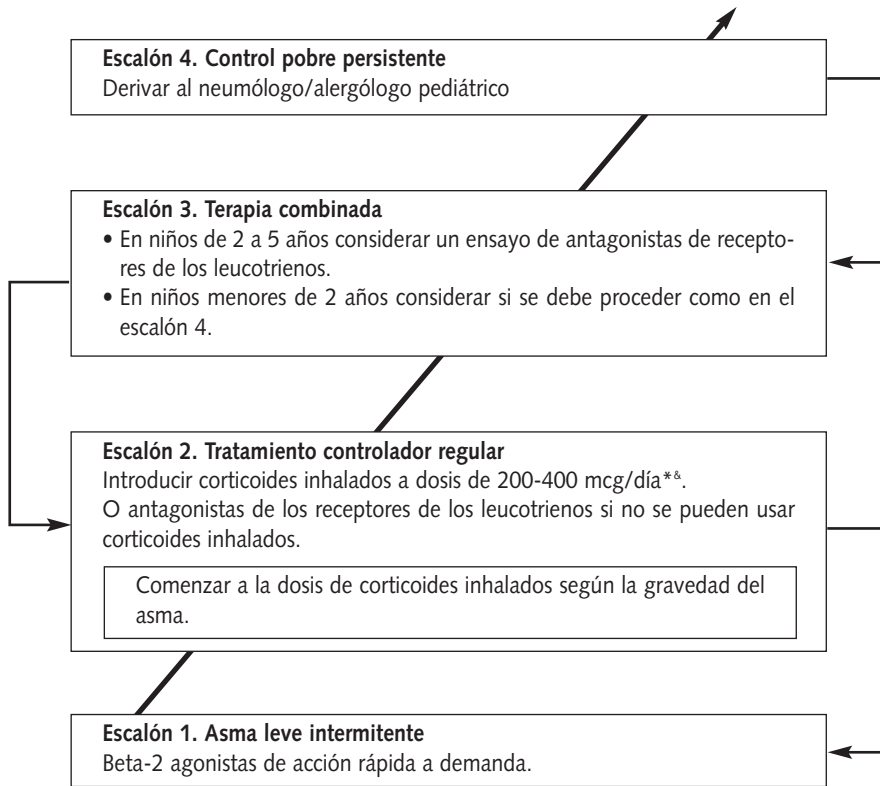 Escalón 4. Control pobre persistente
Derivar al neumólogo/alergólogo pediátrico
Escalón 3. Terapia combinada
• En niños de 2 a 5 años considerar un ensayo de antagonistas de recepto-
res de los leucotrienos.
• En niños menores de 2 años considerar si se debe proceder como en el
escalón 4.
Escalón 2. Tratamiento controlador regular
Introducir corticoides inhalados a dosis de 200-400 mcg/día*&.
O antagonistas de los receptores de los leucotrienos si no se pueden usar
corticoides inhalados.
Comenzar a la dosis de corticoides inhalados según la gravedad del
asma.
Escalón 1. Asma leve intermitente
Beta-2 agonistas de acción rápida a demanda.